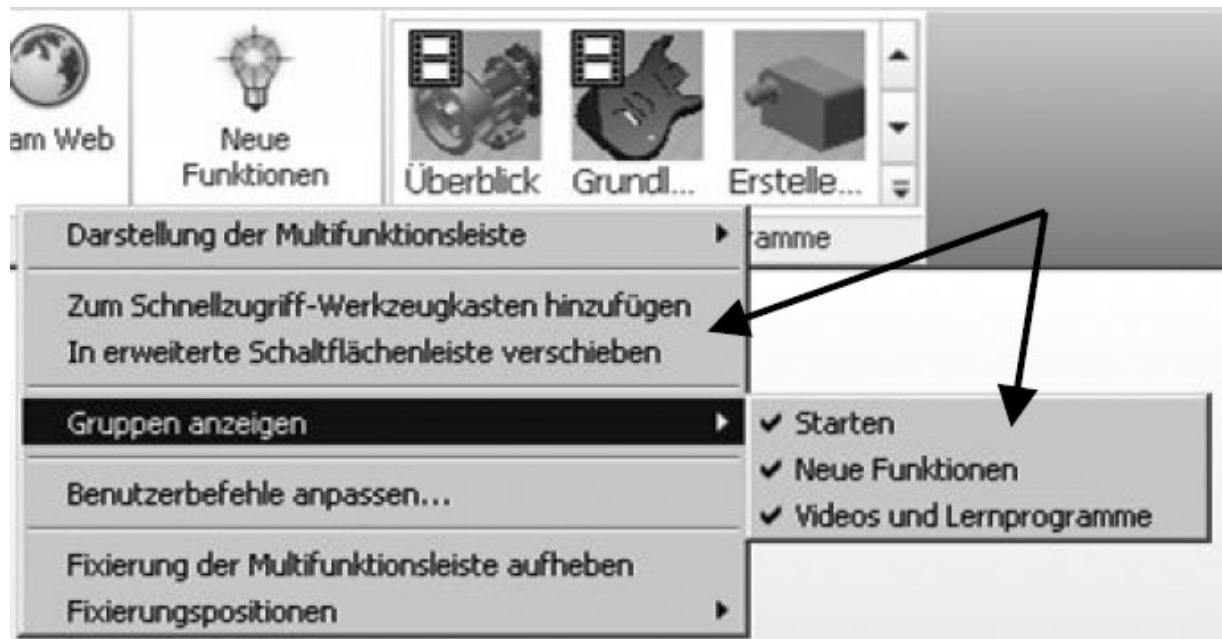 am Web
Neue
Funktionen
Überblick
Grundl...
Erstelle...
ramme
Darstellung der Multifunktionsleiste
Zum Schnellzugriff-Werkzeugkasten hinzufügen
In erweiterte Schaltflächenleiste verschieben
Gruppen anzeigen
Starten
Neue Funktionen
Videos und Lernprogramme
Benutzerbefehle anpassen...
Fixierung der Multifunktionsleiste aufheben
Fixierungspositionen